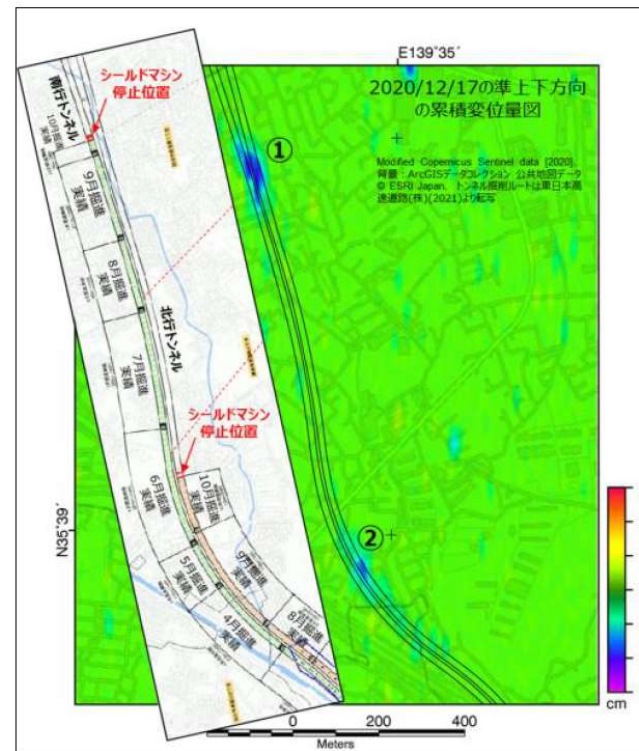 E139°35′
2020/12/17の準上下方向
の累積変位量図
Modified Copernicus Sentinel data [2020].
背景：ArcGISデータコレクション 公共地図データ
© ESRI Japan, トンネル掘削ルートは東日本高
速道路(株)(2021)より転写
シールドマシン
停止位置
南行トンネル
10月掘進
実績
①
9月掘進
実績
8月掘進
実績
北行トンネル
7月掘進
実績
シールドマシン
停止位置
6月掘進
実績
10月掘進
実績
N35°39′
②
5月掘進
実績
9月掘進
実績
4月掘進
実績
8月掘進
実績
cm
0 200 400
Meters